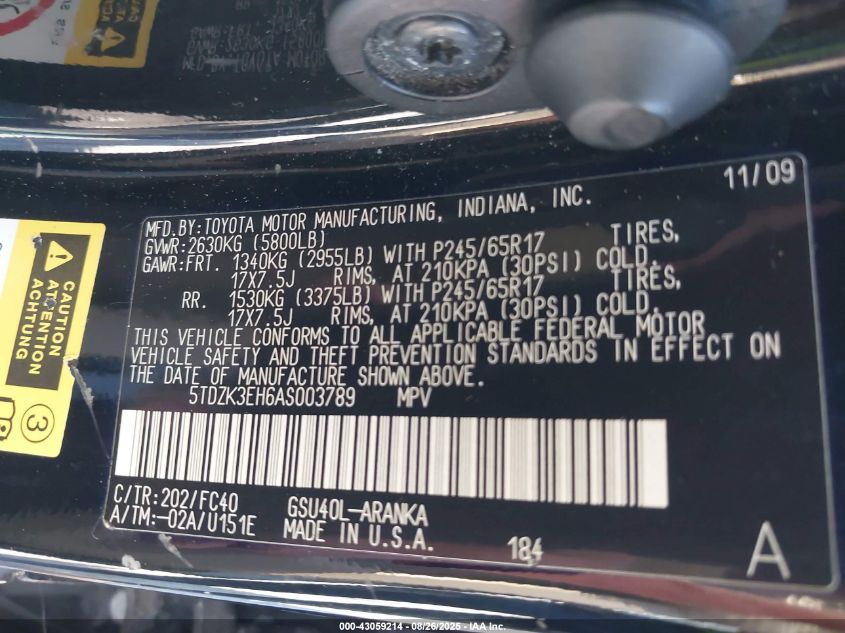 11/09
MFD.BY:TOYOTA MOTOR MANUFACTURING, INDIANA, INC.
GVWR:2630KG (5800LB)
GAWR:FRT. 1340KG (2955LB) WITH P245/65R17 TIRES,
17X7.5J RIMS, AT 210KPA (30PSI) COLD.
RR. 1530KG (3375LB) WITH P245/65R17 TIRES,
17X7.5J RIMS, AT 210KPA (30PSI) COLD.
THIS VEHICLE CONFORMS TO ALL APPLICABLE FEDERAL MOTOR
VEHICLE SAFETY AND THEFT PREVENTION STANDARDS IN EFFECT ON
THE DATE OF MANUFACTURE SHOWN ABOVE.
5TDZK3EH6AS003789 MPV
C/TR:202/FC40 GSU40L-ARANKA
A/TM:-02A/U151E MADE IN U.S.A.
184 A
CAUTION
ATTENTION
ACHTUNG
3
000-43059214 - 08/26/2025 - IAA Inc.